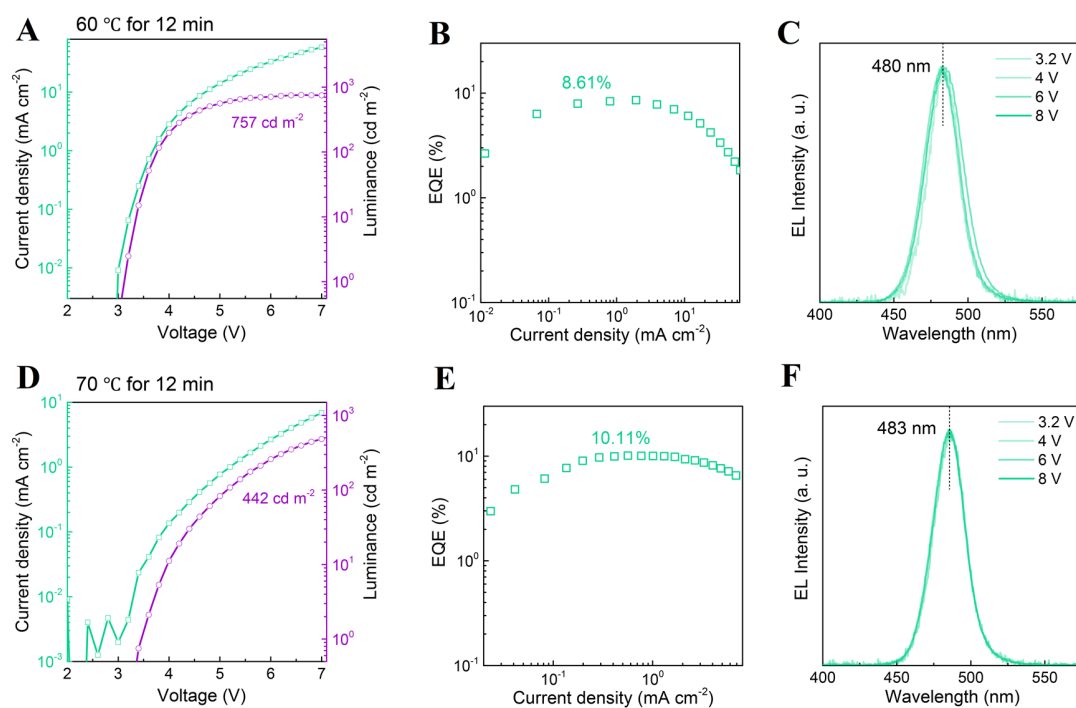 A
60 ℃ for 12 min
Current density (mA cm⁻²)
10¹
10⁰
10⁻¹
10⁻²
757 cd m⁻²
10³
10²
10¹
10⁰
Luminance (cd m⁻²)
2 3 4 5 6 7
Voltage (V)
B
EQE (%)
10¹
10⁰
10⁻¹
8.61%
10⁻² 10⁻¹ 10⁰ 10¹
Current density (mA cm⁻²)
C
EL Intensity (a. u.)
480 nm
3.2 V
4 V
6 V
8 V
400 450 500 550
Wavelength (nm)
D
70 ℃ for 12 min
Current density (mA cm⁻²)
10¹
10⁰
10⁻¹
10⁻²
10⁻³
442 cd m⁻²
10³
10²
10¹
10⁰
Luminance (cd m⁻²)
2 3 4 5 6 7
Voltage (V)
E
EQE (%)
10¹
10⁰
10⁻¹
10.11%
10⁻¹ 10⁰
Current density (mA cm⁻²)
F
EL Intensity (a. u.)
483 nm
3.2 V
4 V
6 V
8 V
400 450 500 550
Wavelength (nm)